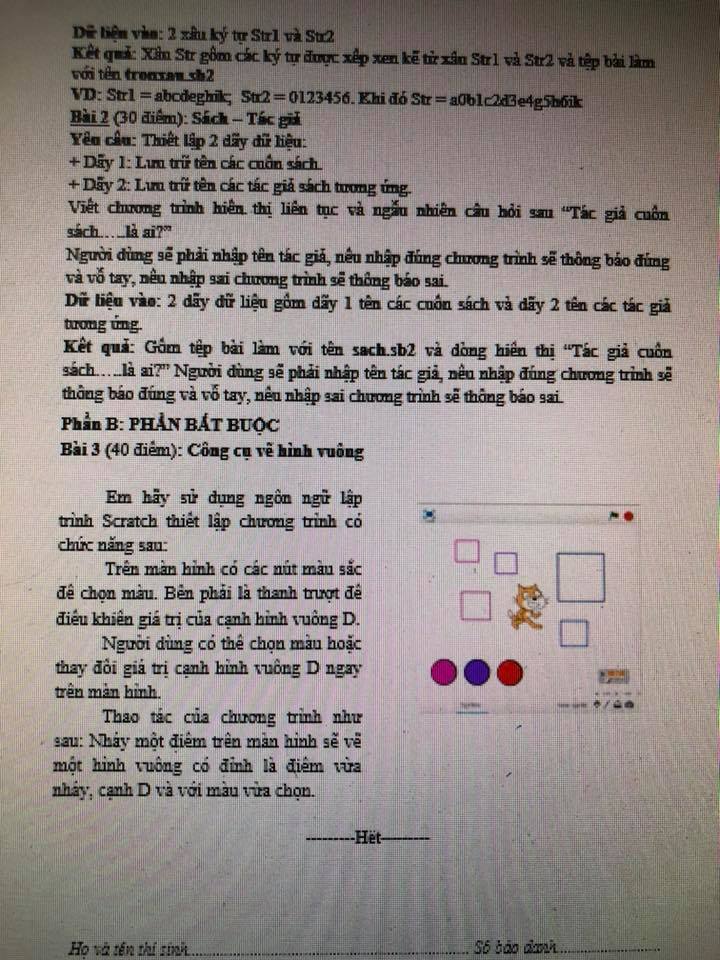 Dữ liệu vào: 2 xâu ký tự Str1 và Str2
Kết quả: Xâu Str gồm các ký tự được xếp xen kẽ từ xâu Str1 và Str2 và tệp bài làm
với tên tronxau.sb2
VD: Str1 = abcdeghik; Str2 = 0123456. Khi đó Str = a0b1c2d3e4g5h6ik
Bài 2 (30 điểm): Sách – Tác giả
Yêu cầu: Thiết lập 2 dãy dữ liệu:
+ Dãy 1: Lưu trữ tên các cuốn sách.
+ Dãy 2: Lưu trữ tên các tác giả sách tương ứng.
Viết chương trình hiển thị liên tục và ngẫu nhiên câu hỏi sau “Tác giả cuốn
sách.....là ai?”
Người dùng sẽ phải nhập tên tác giả, nếu nhập đúng chương trình sẽ thông báo đúng
và vỗ tay, nếu nhập sai chương trình sẽ thông báo sai.
Dữ liệu vào: 2 dãy dữ liệu gồm dãy 1 tên các cuốn sách và dãy 2 tên các tác giả
tương ứng.
Kết quả: Gồm tệp bài làm với tên sach.sb2 và dòng hiển thị “Tác giả cuốn
sách.....là ai?” Người dùng sẽ phải nhập tên tác giả, nếu nhập đúng chương trình sẽ
thông báo đúng và vỗ tay, nếu nhập sai chương trình sẽ thông báo sai.
Phần B: PHẦN BẮT BUỘC
Bài 3 (40 điểm): Công cụ vẽ hình vuông
Em hãy sử dụng ngôn ngữ lập
trình Scratch thiết lập chương trình có
chức năng sau:
Trên màn hình có các nút màu sắc
để chọn màu. Bên phải là thanh trượt để
điều khiển giá trị của cạnh hình vuông D.
Người dùng có thể chọn màu hoặc
thay đổi giá trị cạnh hình vuông D ngay
trên màn hình.
Thao tác của chương trình như
sau: Nháy một điểm trên màn hình sẽ vẽ
một hình vuông có đỉnh là điểm vừa
nháy, cạnh D và với màu vừa chọn.
---------Hết---------
Họ và tên thí sinh.................................................... Số báo danh....................